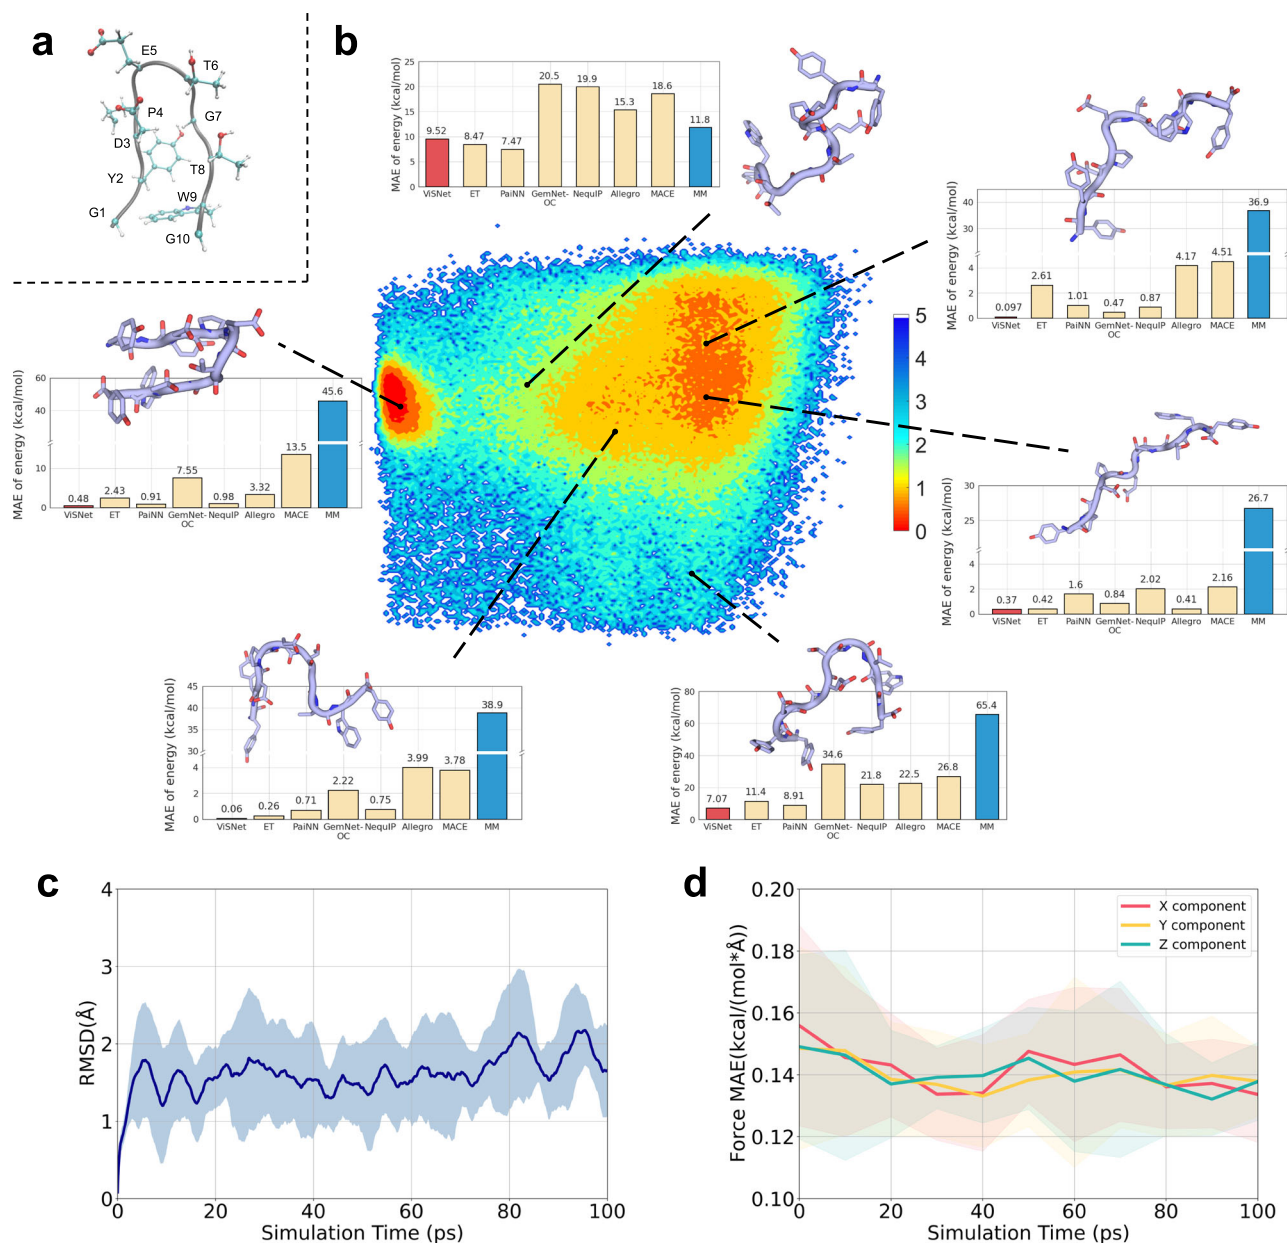 a
E5
T6
P4
G7
D3
T8
Y2
W9
G1
G10
b
MAE of energy (kcal/mol)
25
20
15
10
5
0
9.52 8.47 7.47 20.5 19.9 15.3 18.6 11.8
ViSNet ET PaiNN GemNet-OC NequIP Allegro MACE MM
MAE of energy (kcal/mol)
40
30
4
2
0
0.097 2.61 1.01 0.47 0.87 4.17 4.51 36.9
ViSNet ET PaiNN GemNet-OC NequIP Allegro MACE MM
MAE of energy (kcal/mol)
60
40
10
0
0.48 2.43 0.91 7.55 0.98 3.32 13.5 45.6
ViSNet ET PaiNN GemNet-OC NequIP Allegro MACE MM
5
4
3
2
1
0
MAE of energy (kcal/mol)
30
25
4
2
0
0.37 0.42 1.6 0.84 2.02 0.41 2.16 26.7
ViSNet ET PaiNN GemNet-OC NequIP Allegro MACE MM
MAE of energy (kcal/mol)
45
40
35
30
4
2
0
0.06 0.26 0.71 2.22 0.75 3.99 3.78 38.9
ViSNet ET PaiNN GemNet-OC NequIP Allegro MACE MM
MAE of energy (kcal/mol)
80
60
40
20
0
7.07 11.4 8.91 34.6 21.8 22.5 26.8 65.4
ViSNet ET PaiNN GemNet-OC NequIP Allegro MACE MM
c
RMSD(Å)
4
3
2
1
0
0 20 40 60 80 100
Simulation Time (ps)
d
Force MAE(kcal/(mol*Å))
0.20
0.18
0.16
0.14
0.12
0.10
X component
Y component
Z component
0 20 40 60 80 100
Simulation Time (ps)